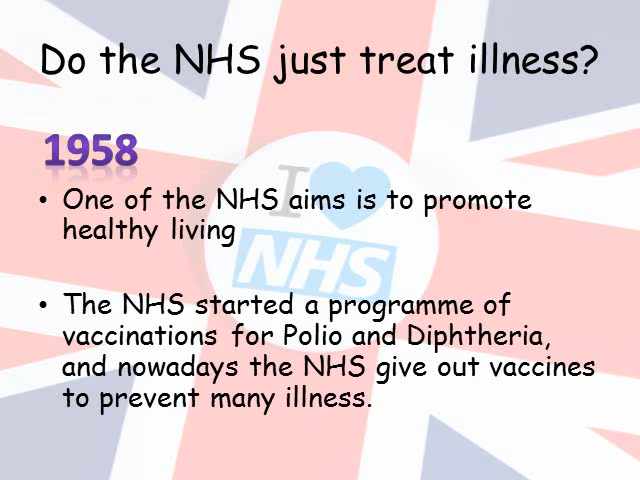 Do the NHS just treat illness?
1958
• One of the NHS aims is to promote
healthy living
I
NHS
• The NHS started a programme of
vaccinations for Polio and Diphtheria,
and nowadays the NHS give out vaccines
to prevent many illness.